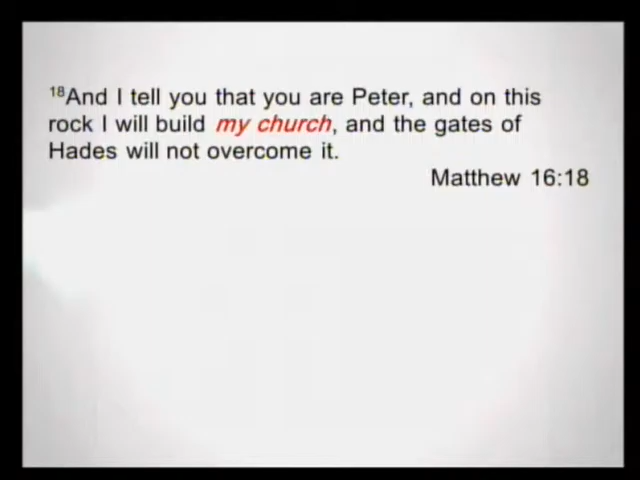 18And I tell you that you are Peter, and on this
rock I will build my church, and the gates of
Hades will not overcome it.
Matthew 16:18